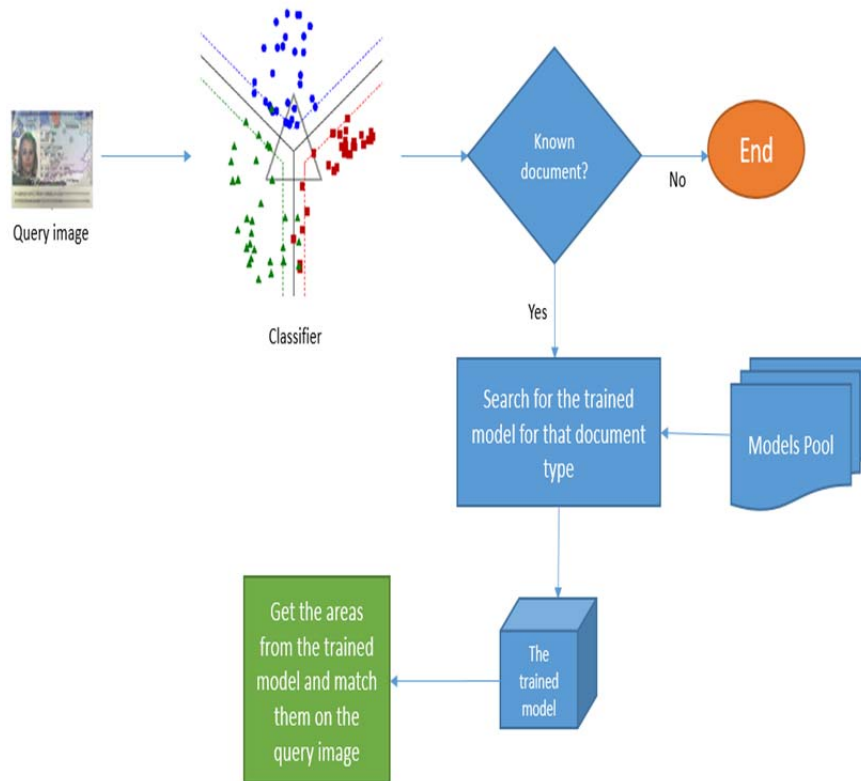 Query image
Classifier
Known
document?
No
End
Yes
Search for the trained
model for that document
type
Models Pool
The
trained
model
Get the areas
from the trained
model and match
them on the
query image